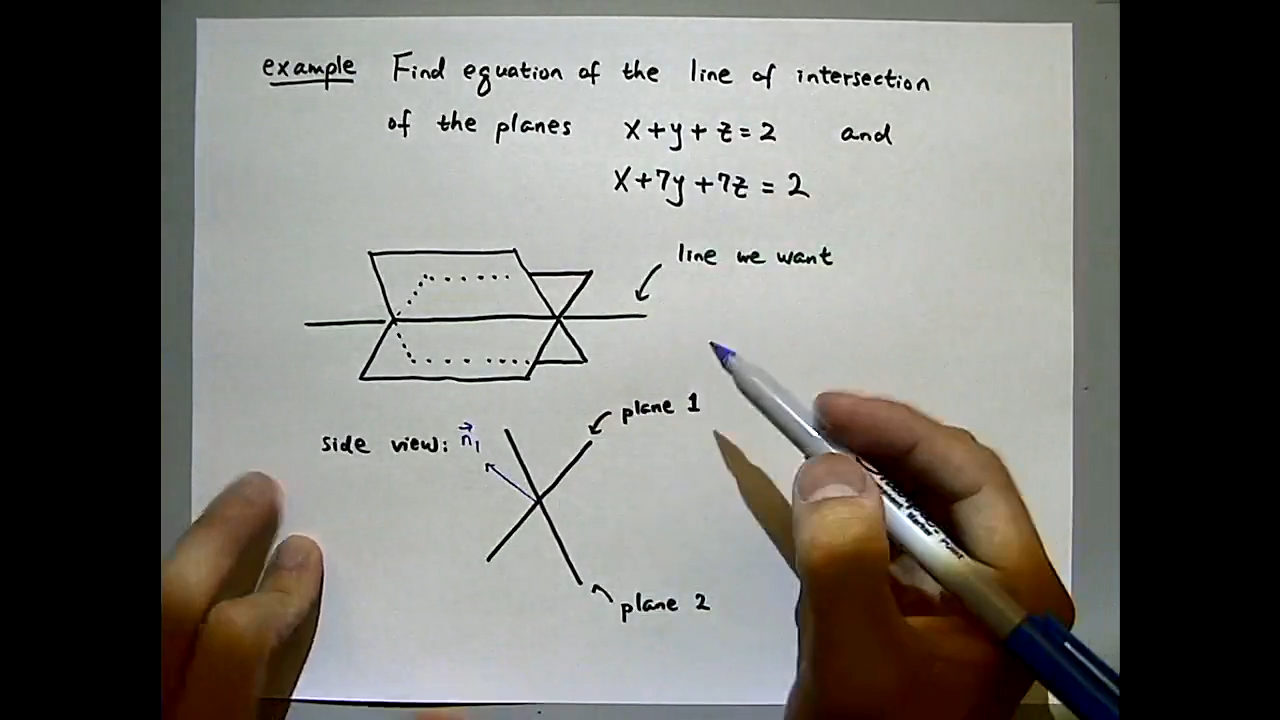 example Find equation of the line of intersection
of the planes x+y+z=2 and
x+7y+7z=2
line we want
plane 1
side view: n⃗₁
plane 2